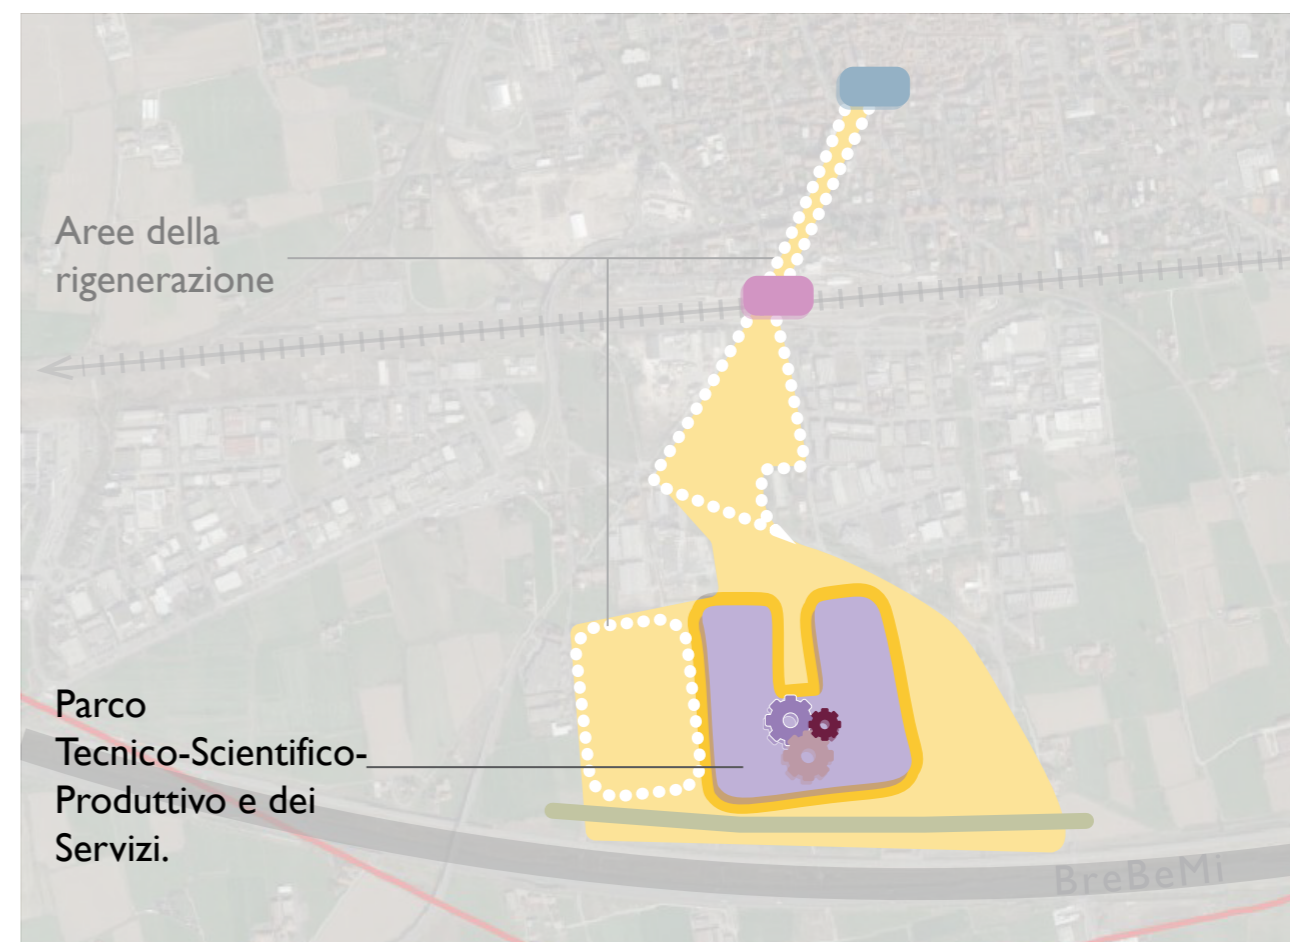 Aree della
rigenerazione
Parco
Tecnico-Scientifico-
Produttivo e dei
Servizi.
BreBeMi